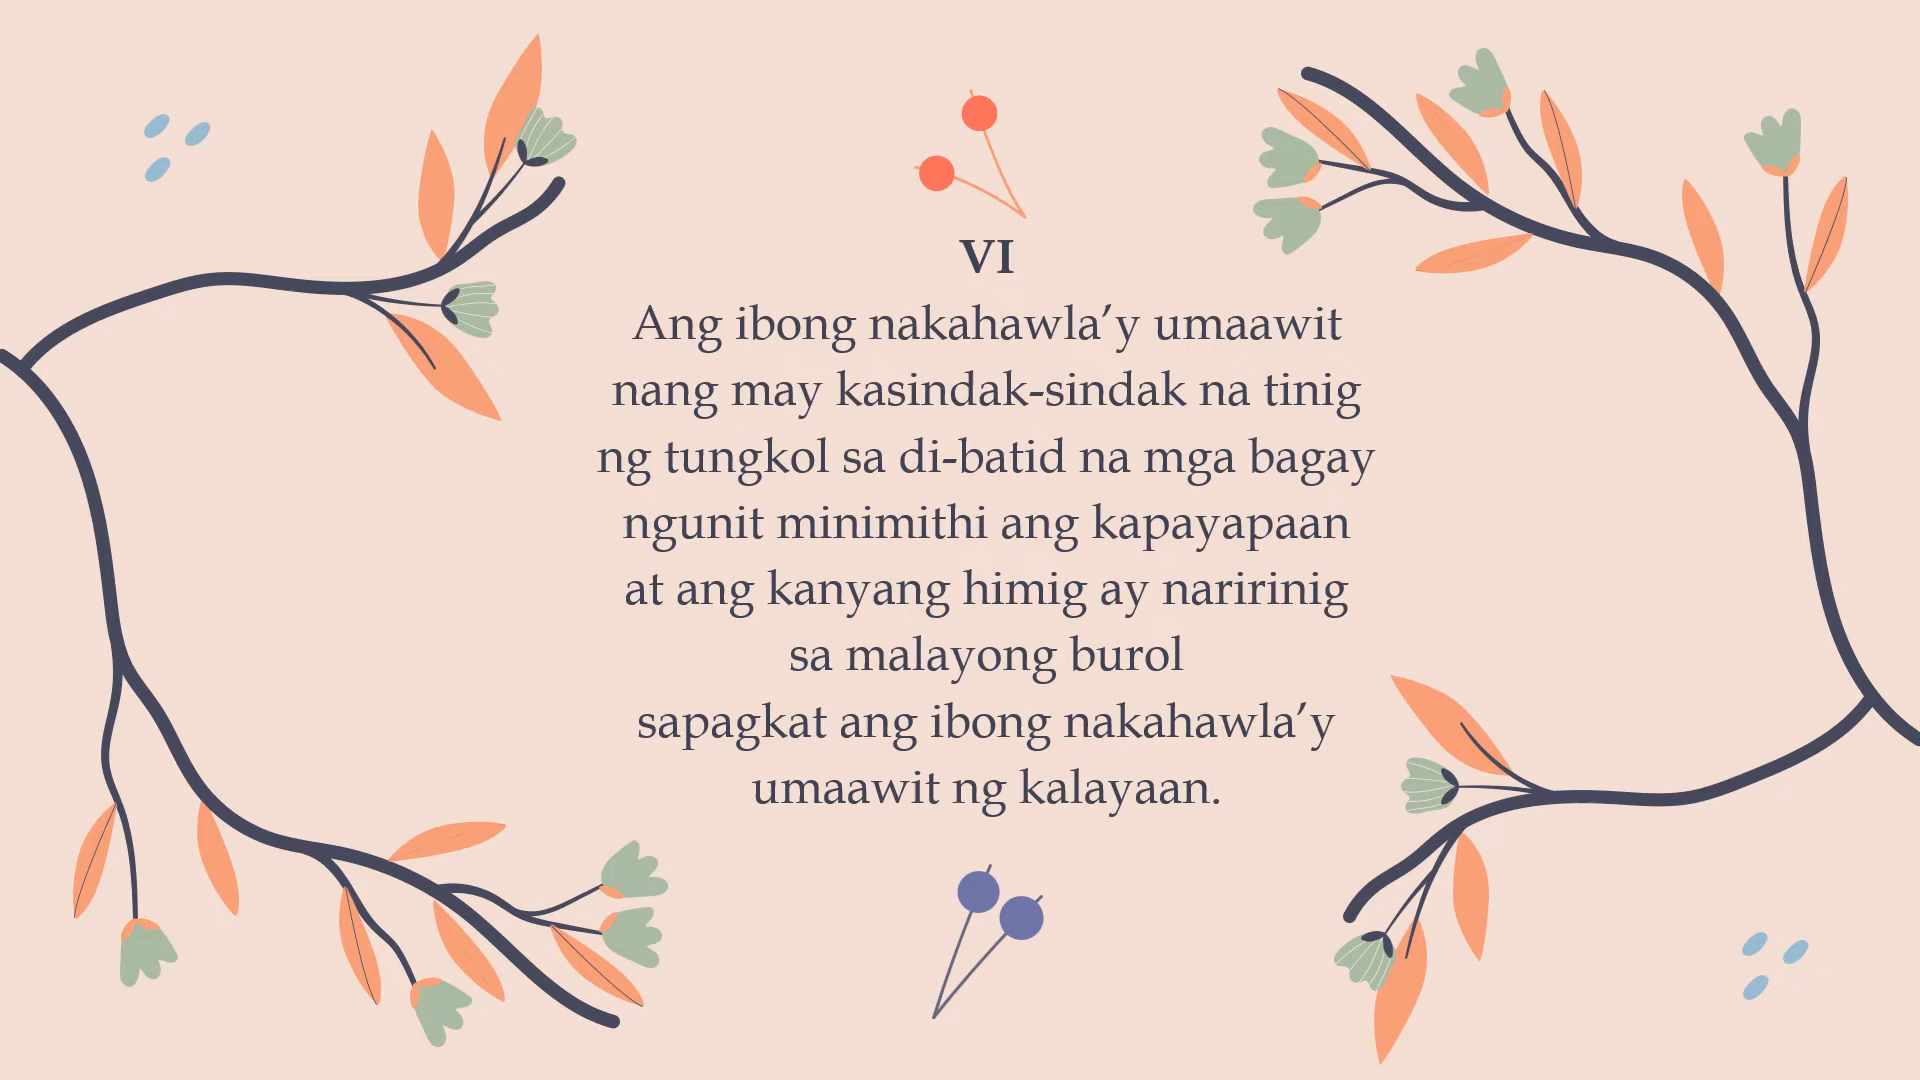 VI
Ang ibong nakahawla’y umaawit
nang may kasindak-sindak na tinig
ng tungkol sa di-batid na mga bagay
ngunit minimithi ang kapayapaan
at ang kanyang himig ay naririnig
sa malayong burol
sapagkat ang ibong nakahawla’y
umaawit ng kalayaan.